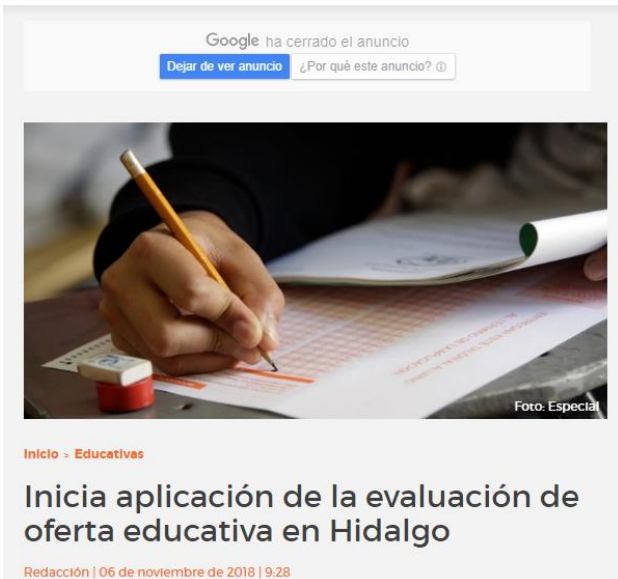 Google ha cerrado el anuncio
Dejar de ver anuncio ¿Por qué este anuncio?
Foto: Especial
Inicio > Educativas
Inicia aplicación de la evaluación de
oferta educativa en Hidalgo
Redacción | 06 de noviembre de 2018 | 9:28